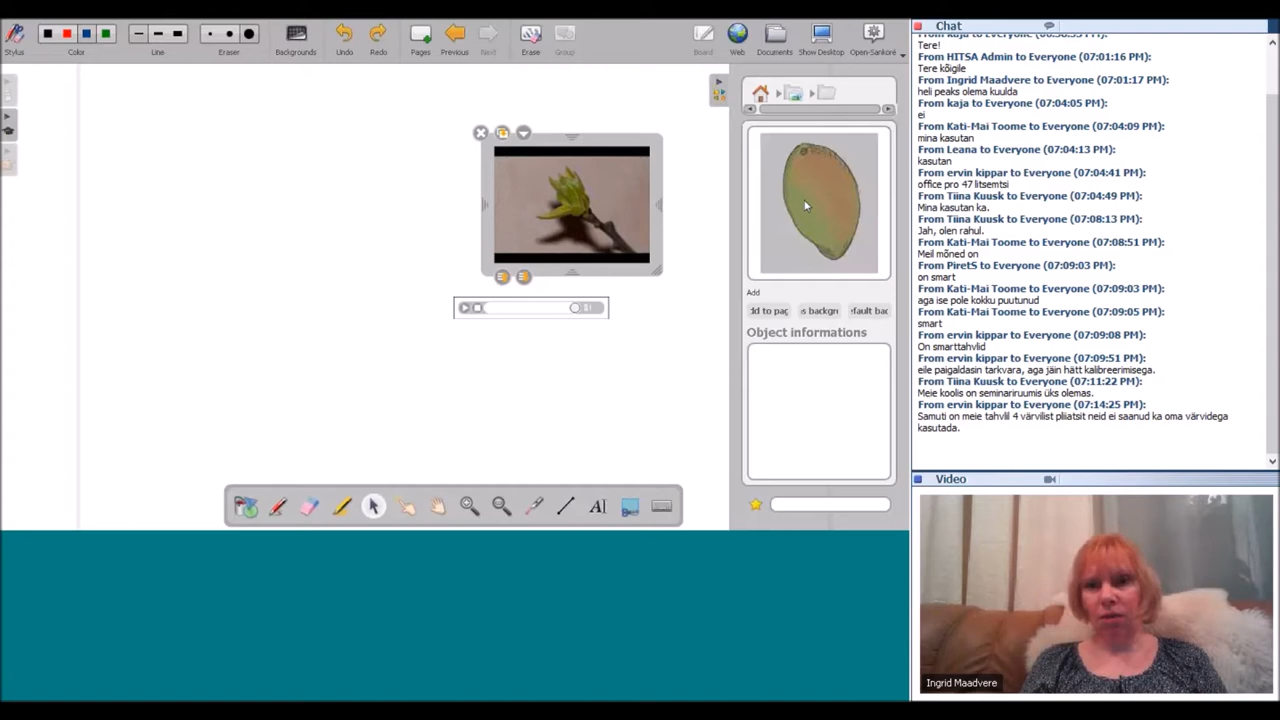 Stylus
Color
Line
Eraser
Backgrounds
Undo
Redo
Pages
Previous
Next
Erase
Group
Board
Web
Documents
Show Desktop
Open-Sankoré
Add
Object informations
AI
Chat
Tere!
From HITSA Admin to Everyone (07:01:16 PM):
Tere kõigile
From Ingrid Maadvere to Everyone (07:01:17 PM):
heli peaks olema kuulda
From kaja to Everyone (07:04:05 PM):
ei
From Kati-Mai Toome to Everyone (07:04:09 PM):
mina kasutan
From Leana to Everyone (07:04:13 PM):
kasutan
From ervin kippar to Everyone (07:04:41 PM):
office pro 47 litsemtsi
From Tiina Kuusk to Everyone (07:04:49 PM):
Mina kasutan ka.
From Tiina Kuusk to Everyone (07:08:13 PM):
Jah, olen rahul.
From Kati-Mai Toome to Everyone (07:08:51 PM):
Meil mõned on
From PiretS to Everyone (07:09:03 PM):
on smart
From Kati-Mai Toome to Everyone (07:09:03 PM):
aga ise pole kokku puutunud
From Kati-Mai Toome to Everyone (07:09:05 PM):
smart
From ervin kippar to Everyone (07:09:08 PM):
On smarttahvlid
From ervin kippar to Everyone (07:09:51 PM):
eile paigaldasin tarkvara, aga jäin hätt kalibreerimisega.
From Tiina Kuusk to Everyone (07:11:22 PM):
Meie koolis on seminariruumis üks olemas.
From ervin kippar to Everyone (07:14:25 PM):
Samuti on meie tahvlil 4 värvilist pliiatsit neid ei saanud ka oma värvidega
kasutada.
Video
Ingrid Maadvere